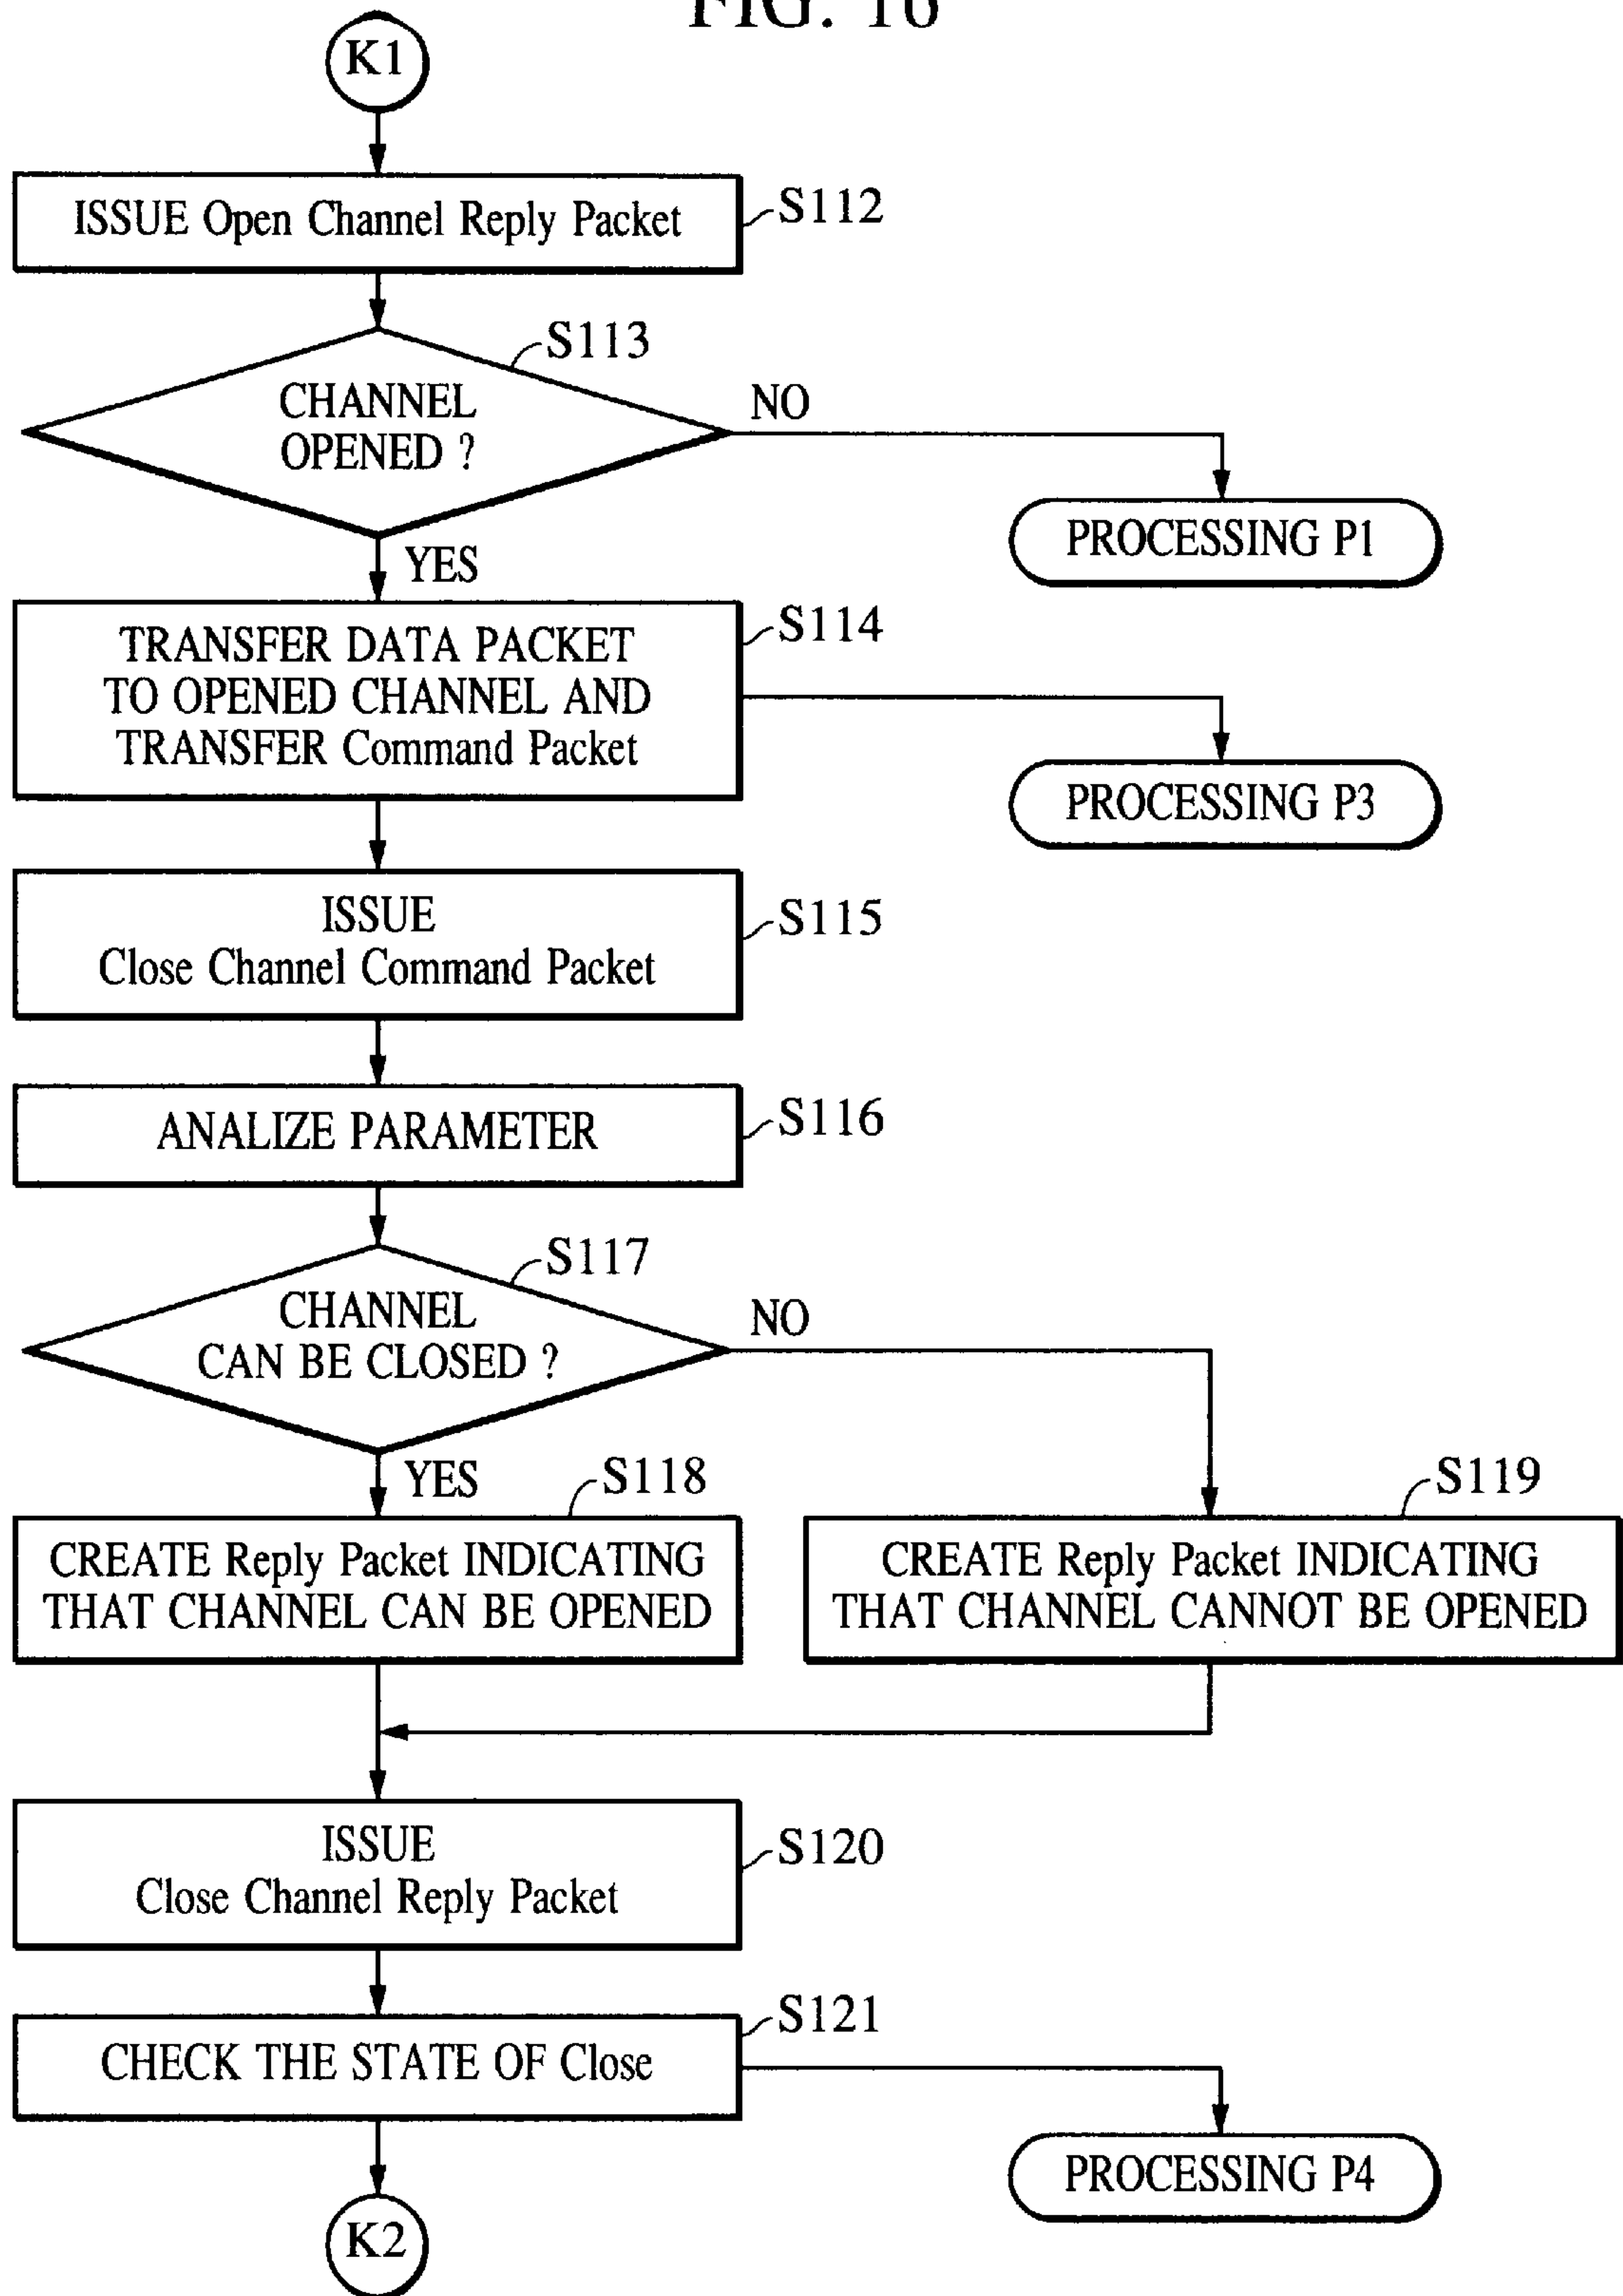 FIG. 16
K1
ISSUE Open Channel Reply Packet
S112
S113
CHANNEL
OPENED ?
NO
PROCESSING P1
YES
TRANSFER DATA PACKET
TO OPENED CHANNEL AND
TRANSFER Command Packet
S114
PROCESSING P3
ISSUE
Close Channel Command Packet
S115
ANALIZE PARAMETER
S116
S117
CHANNEL
CAN BE CLOSED ?
NO
YES
S118
S119
CREATE Reply Packet INDICATING
THAT CHANNEL CAN BE OPENED
CREATE Reply Packet INDICATING
THAT CHANNEL CANNOT BE OPENED
ISSUE
Close Channel Reply Packet
S120
S121
CHECK THE STATE OF Close
PROCESSING P4
K2